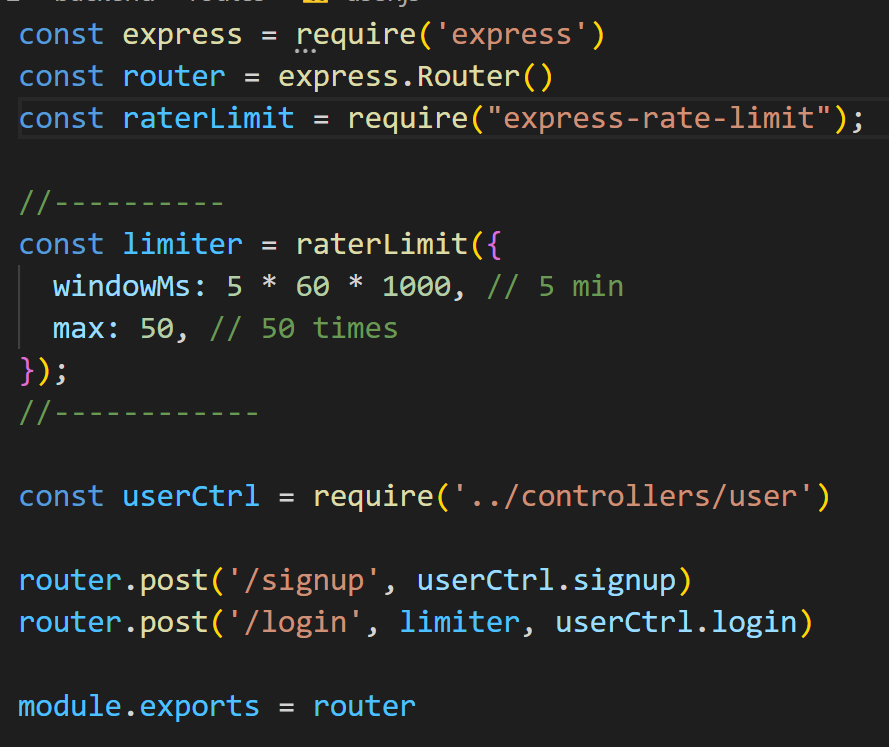 const express = require('express')
const router = express.Router()
const raterLimit = require("express-rate-limit");
//----------
const limiter = raterLimit({
  windowMs: 5 * 60 * 1000, // 5 min
  max: 50, // 50 times
});
//------------
const userCtrl = require('../controllers/user')
router.post('/signup', userCtrl.signup)
router.post('/login', limiter, userCtrl.login)
module.exports = router